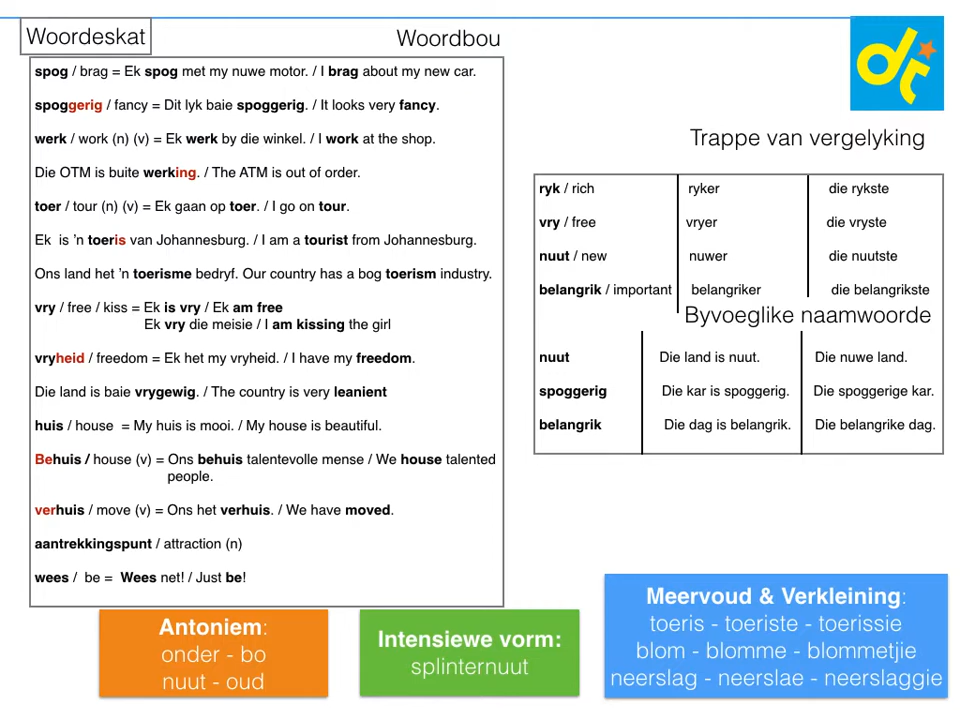 Woordeskat
Woordbou
spog / brag = Ek spog met my nuwe motor. / I brag about my new car.
spoggerig / fancy = Dit lyk baie spoggerig. / It looks very fancy.
werk / work (n) (v) = Ek werk by die winkel. / I work at the shop.
Die OTM is buite werking. / The ATM is out of order.
toer / tour (n) (v) = Ek gaan op toer. / I go on tour.
Ek is 'n toeris van Johannesburg. / I am a tourist from Johannesburg.
Ons land het 'n toerisme bedryf. Our country has a bog toerism industry.
vry / free / kiss = Ek is vry / Ek am free
Ek vry die meisie / I am kissing the girl
vryheid / freedom = Ek het my vryheid. / I have my freedom.
Die land is baie vrygewig. / The country is very leanient
huis / house = My huis is mooi. / My house is beautiful.
Behuis / house (v) = Ons behuis talentevolle mense / We house talented
people.
verhuis / move (v) = Ons het verhuis. / We have moved.
aantrekkingspunt / attraction (n)
wees / be = Wees net! / Just be!
dt
Trappe van vergelyking
ryk / rich ryker die rykste
vry / free vryer die vryste
nuut / new nuwer die nuutste
belangrik / important belangriker die belangrikste
Byvoeglike naamwoorde
nuut Die land is nuut. Die nuwe land.
spoggerig Die kar is spoggerig. Die spoggerige kar.
belangrik Die dag is belangrik. Die belangrike dag.
Antoniem:
onder - bo
nuut - oud
Intensiewe vorm:
splinternuut
Meervoud & Verkleining:
toeris - toeriste - toerissie
blom - blomme - blommetjie
neerslag - neerslae - neerslaggie